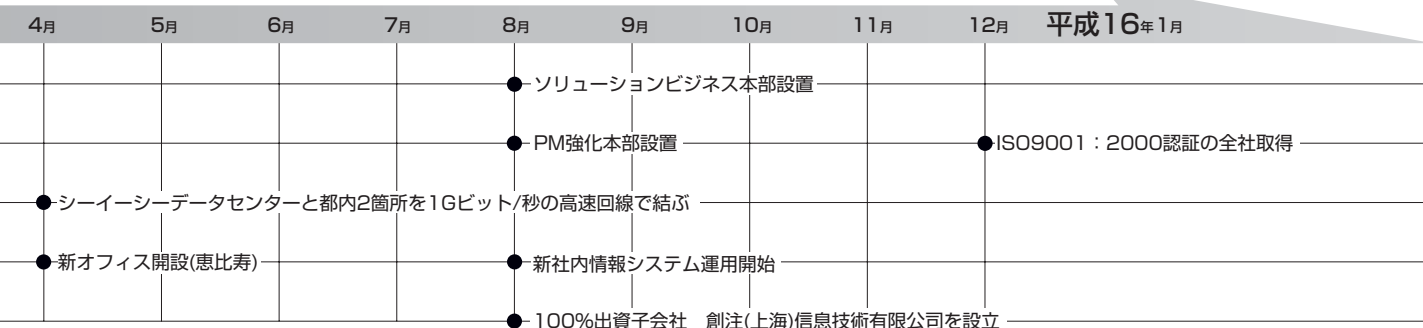 4月 5月 6月 7月 8月 9月 10月 11月 12月 平成16年1月
ソリューションビジネス本部設置
PM強化本部設置 ISO9001：2000認証の全社取得
シーイーシーデータセンターと都内2箇所を1Gビット/秒の高速回線で結ぶ
新オフィス開設(恵比寿) 新社内情報システム運用開始
100%出資子会社　創注(上海)信息技術有限公司を設立